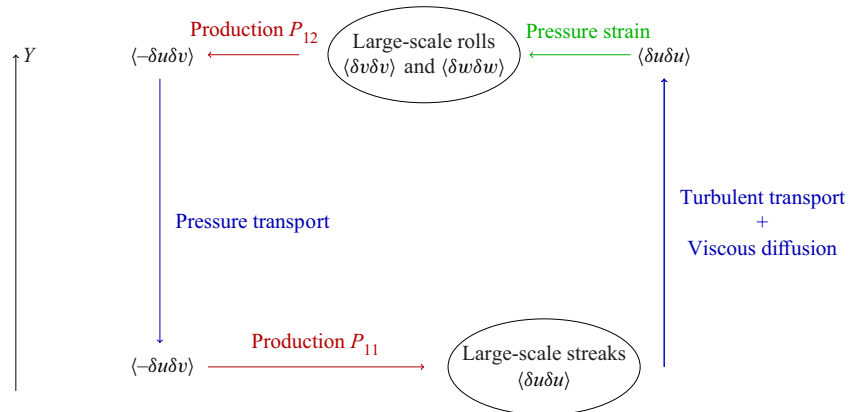 Production P₁₂
Large-scale rolls
⟨δvδv⟩ and ⟨δwδw⟩
Pressure strain
Y
⟨–δuδv⟩
⟨δuδu⟩
Pressure transport
Turbulent transport
+
Viscous diffusion
⟨–δuδv⟩
Production P₁₁
Large-scale streaks
⟨δuδu⟩